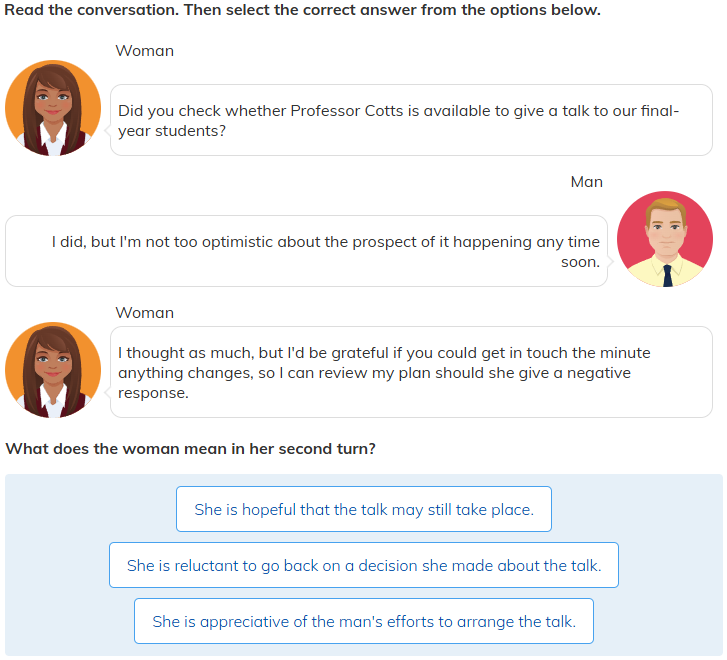 Read the conversation. Then select the correct answer from the options below.
Woman
Did you check whether Professor Cotts is available to give a talk to our final-
year students?
Man
I did, but I'm not too optimistic about the prospect of it happening any time
soon.
Woman
I thought as much, but I'd be grateful if you could get in touch the minute
anything changes, so I can review my plan should she give a negative
response.
What does the woman mean in her second turn?
She is hopeful that the talk may still take place.
She is reluctant to go back on a decision she made about the talk.
She is appreciative of the man's efforts to arrange the talk.